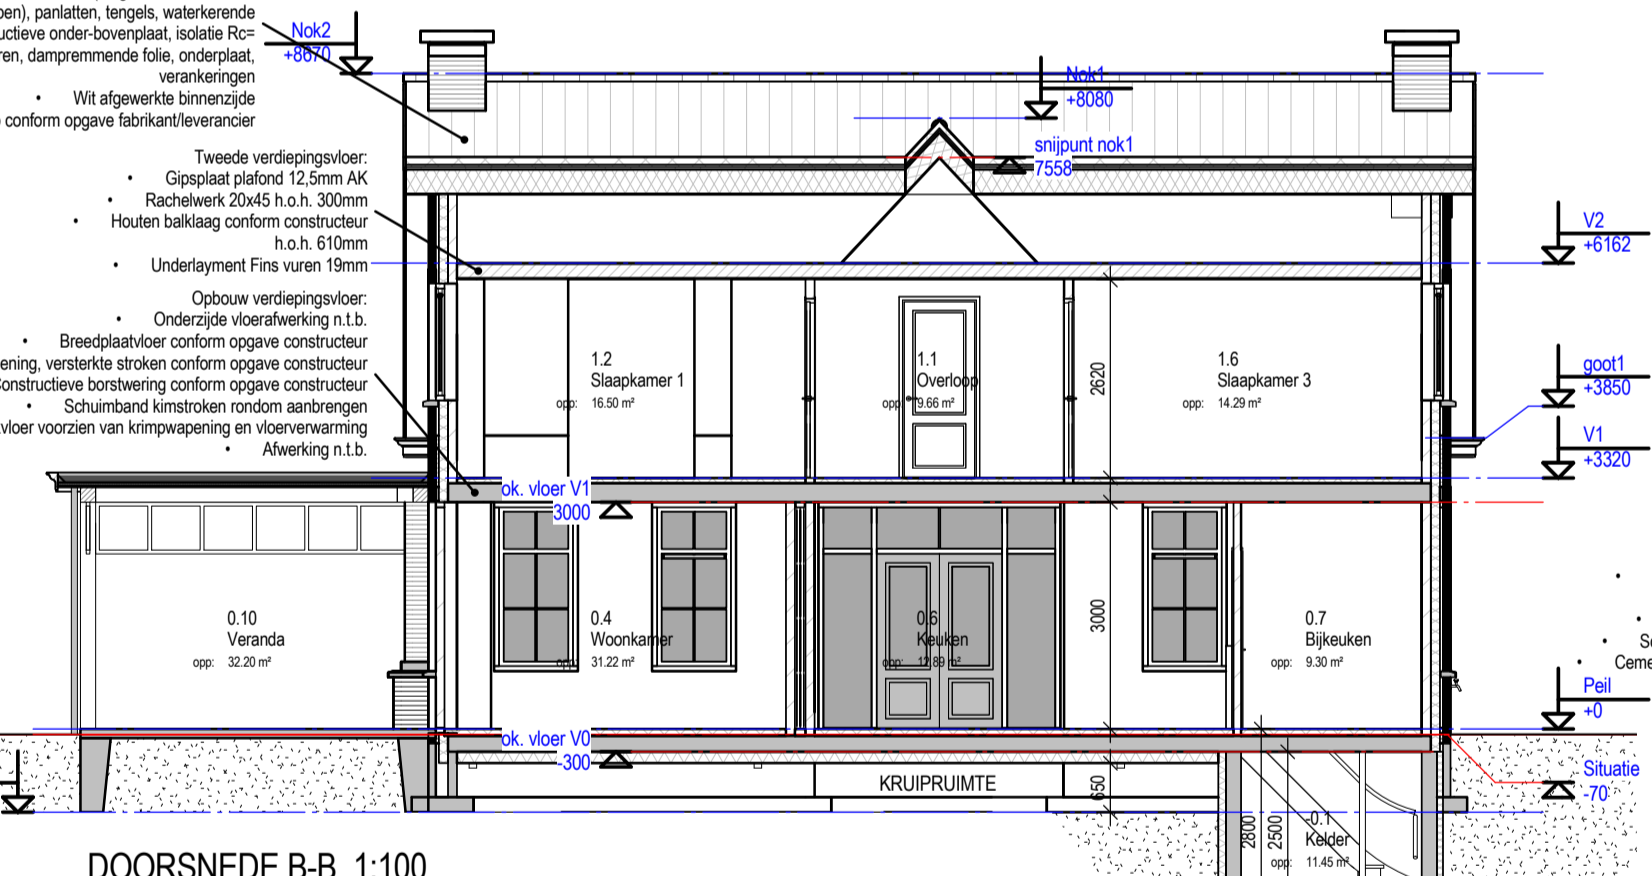 pen), panlatten, tengels, waterkerende
uctieve onder-bovenplaat, isolatie Rc=
ren, dampremmende folie, onderplaat,
verankeringen
• Wit afgewerkte binnenzijde
conform opgave fabrikant/leverancier
Nok2
+8670
Nok1
+8080
snijpunt nok1
7558
Tweede verdiepingsvloer:
• Gipsplaat plafond 12,5mm AK
• Rachelwerk 20x45 h.o.h. 300mm
• Houten balklaag conform constructeur
h.o.h. 610mm
• Underlayment Fins vuren 19mm
Opbouw verdiepingsvloer:
• Onderzijde vloerafwerking n.t.b.
• Breedplaatvloer conform opgave constructeur
ening, versterkte stroken conform opgave constructeur
Constructieve borstwering conform opgave constructeur
• Schuimband kimstroken rondom aanbrengen
vloer voorzien van krimpwapening en vloerverwarming
• Afwerking n.t.b.
V2
+6162
goot1
+3850
V1
+3320
1.2
Slaapkamer 1
opp: 16.50 m²
1.1
Overloop
opp: 9.66 m²
2620
1.6
Slaapkamer 3
opp: 14.29 m²
ok. vloer V1
3000
0.10
Veranda
opp: 32.20 m²
0.4
Woonkamer
opp: 31.22 m²
0.6
Keuken
opp: 12.89 m²
3000
0.7
Bijkeuken
opp: 9.30 m²
•
•
• So
• Ceme
Peil
+0
ok. vloer V0
-300
KRUIPRUIMTE
650
Situatie
-70
2800
2500
-0.1
Kelder
opp: 11.45 m²
DOORSNEDE B-B 1:100